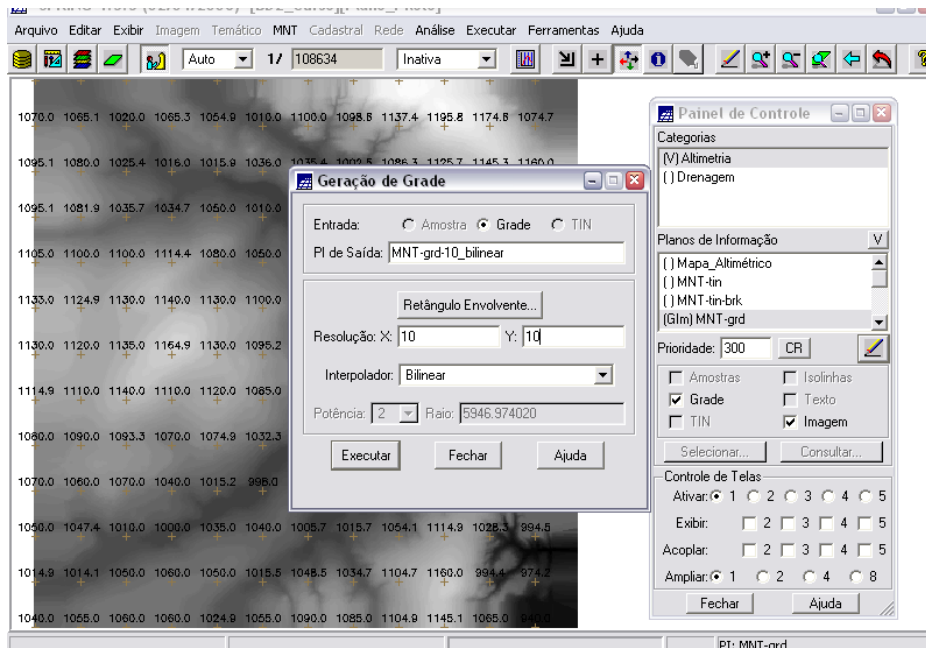 Arquivo Editar Exibir Imagem Temático MNT Cadastral Rede Análise Executar Ferramentas Ajuda
Auto 1/ 108634 Inativa
1070.0 1065.1 1020.0 1065.3 1054.9 1010.0 1100.0 1098.5 1137.4 1195.8 1174.5 1074.7
1095.1 1080.0 1025.4 1016.0 1015.9 1036.0 1035.4 1002.5 1086.3 1125.7 1145.3 1160.0
1095.1 1081.9 1035.7 1034.7 1050.0 1010.0
1105.0 1100.0 1100.0 1114.4 1080.0 1050.0
1133.0 1124.9 1130.0 1140.0 1130.0 1100.0
1130.0 1120.0 1135.0 1164.9 1130.0 1095.2
1114.9 1110.0 1140.0 1110.0 1120.0 1085.0
1080.0 1090.0 1093.3 1070.0 1074.9 1032.3
1070.0 1060.0 1070.0 1040.0 1015.2 998.0
1050.0 1047.4 1010.0 1000.0 1035.0 1040.0 1005.7 1015.7 1054.1 1114.9 1028.3 994.5
1014.9 1014.1 1050.0 1060.0 1050.0 1015.5 1048.5 1034.7 1104.7 1160.0 994.4 974.2
1040.0 1055.0 1060.0 1060.0 1024.9 1055.0 1090.0 1085.0 1104.9 1145.1 1065.0
Geração de Grade
Entrada: Amostra Grade TIN
PI de Saída: MNT-grd-10_bilinear
Retângulo Envolvente...
Resolução: X: 10 Y: 10
Interpolador: Bilinear
Potência: 2 Raio: 5946.974020
Executar Fechar Ajuda
Painel de Controle
Categorias
(V) Altimetria
( ) Drenagem
Planos de Informação V
( ) Mapa_Altimétrico
( ) MNT-tin
( ) MNT-tin-brk
(GIm) MNT-grd
Prioridade: 300 CR
Amostras Isolinhas
Grade Texto
TIN Imagem
Selecionar... Consultar...
Controle de Telas
Ativar: 1 2 3 4 5
Exibir: 2 3 4 5
Acoplar: 2 3 4 5
Ampliar: 1 2 4 8
Fechar Ajuda
PI: MNT-grd